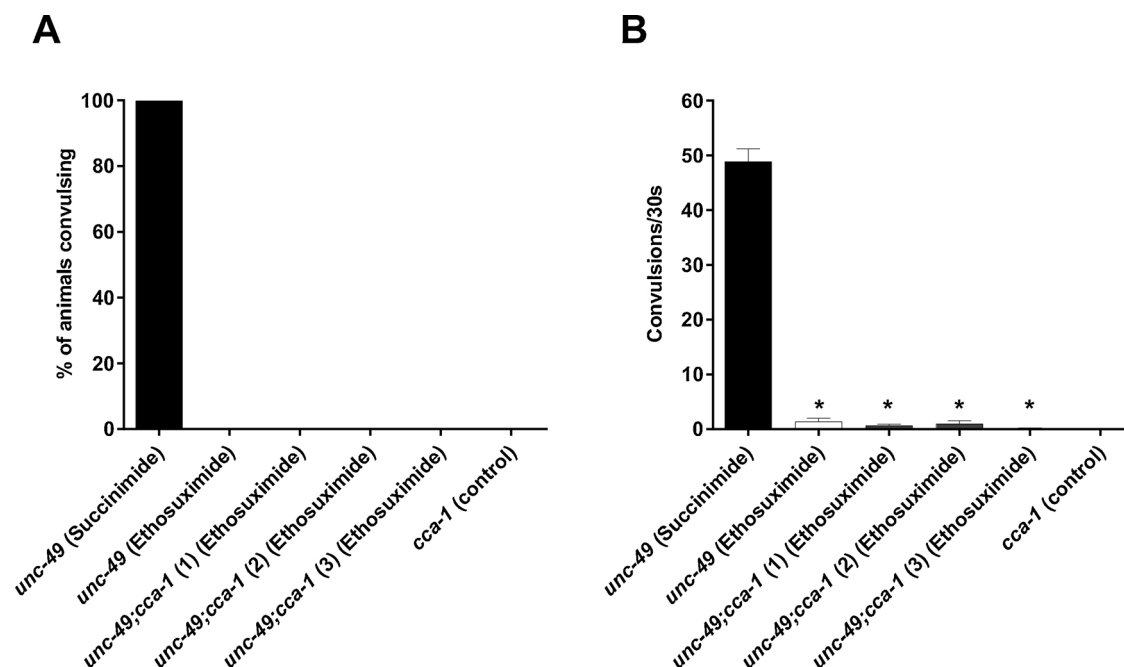 A
% of animals convulsing
100
80
60
40
20
0
unc-49 (Succinimide)
unc-49 (Ethosuximide)
unc-49;cca-1 (1) (Ethosuximide)
unc-49;cca-1 (2) (Ethosuximide)
unc-49;cca-1 (3) (Ethosuximide)
cca-1 (control)
B
Convulsions/30s
60
50
40
30
20
10
0
* * * *
unc-49 (Succinimide)
unc-49 (Ethosuximide)
unc-49;cca-1 (1) (Ethosuximide)
unc-49;cca-1 (2) (Ethosuximide)
unc-49;cca-1 (3) (Ethosuximide)
cca-1 (control)